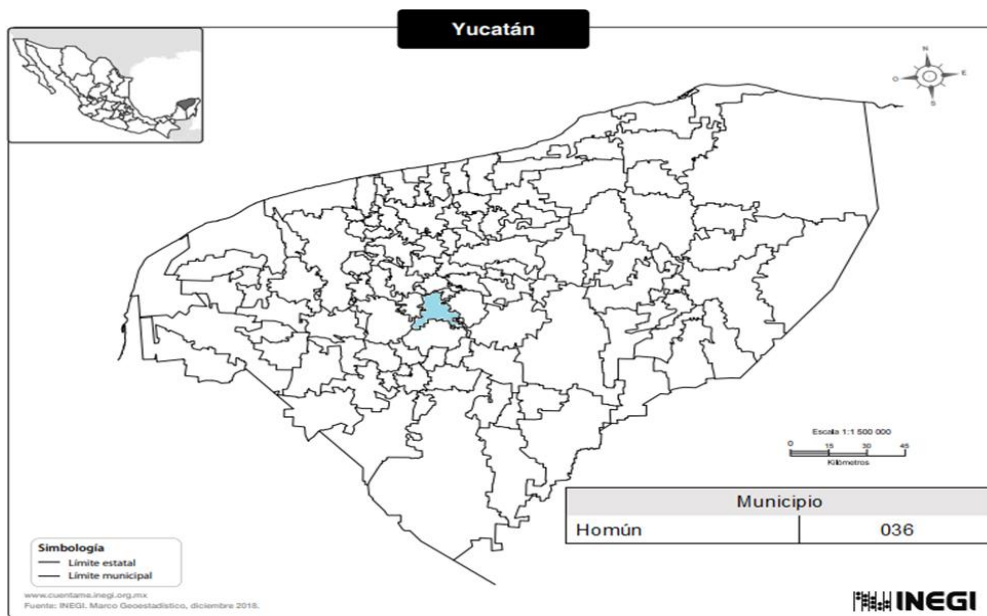 Yucatán
N
O E
S
Escala 1:1 500 000
0 15 30 45
Kilómetros
Municipio
Homún 036
Simbología
Límite estatal
Límite municipal
www.cuentame.inegi.org.mx
Fuente: INEGI. Marco Geoestadístico, diciembre 2018.
INEGI